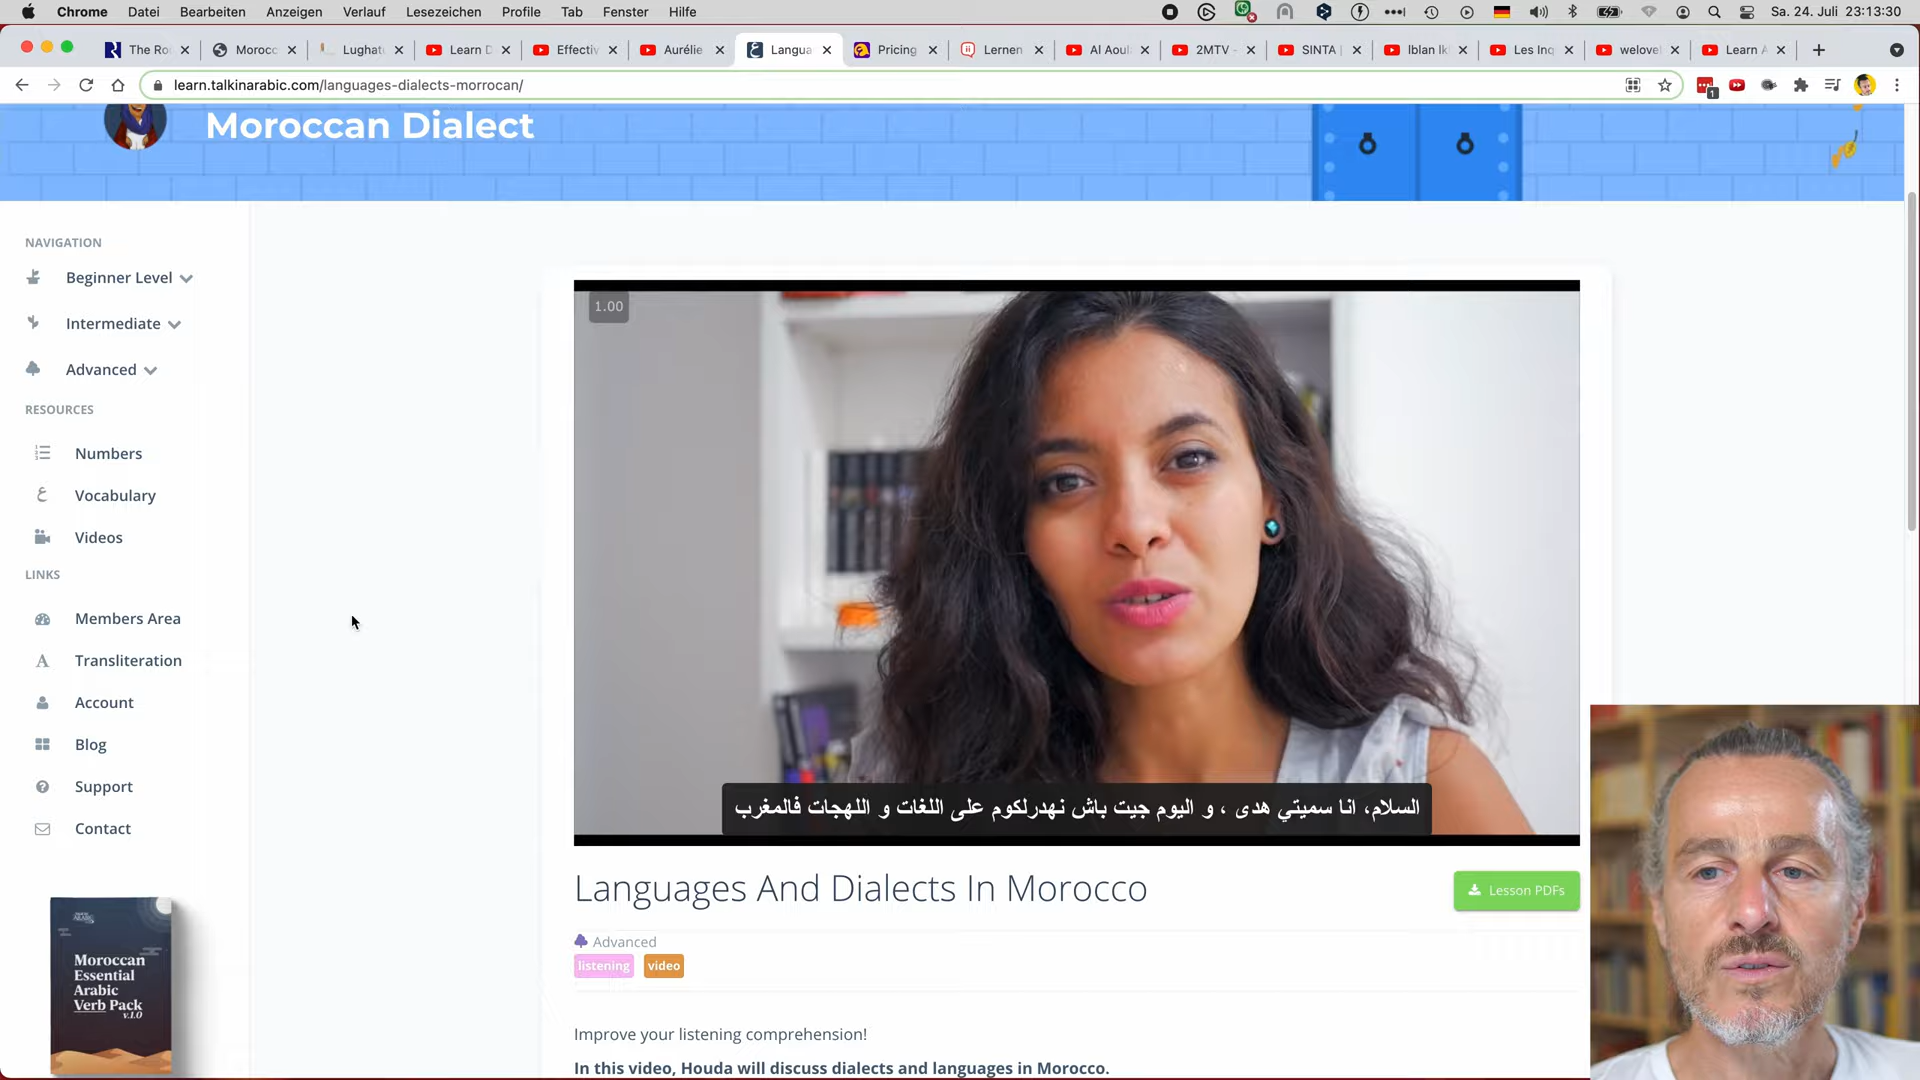 Chrome Datei Bearbeiten Anzeigen Verlauf Lesezeichen Profile Tab Fenster Hilfe
Sa. 24. Juli 23:13:30
The Ro
Morocc
Lughat
Learn D
Effectiv
Aurélie
Langua
Pricing
Lernen
Al Aoul
2MTV -
SINTA |
Iblan Ik
Les Inq
welove
Learn A
learn.talkinarabic.com/languages-dialects-morrocan/
1
Moroccan Dialect
NAVIGATION
Beginner Level
Intermediate
Advanced
RESOURCES
Numbers
Vocabulary
Videos
LINKS
Members Area
Transliteration
Account
Blog
Support
Contact
Moroccan
Essential
Arabic
Verb Pack
v.1.0
1.00
السلام، انا سميتي هدى ، و اليوم جيت باش نهدرلكوم على اللغات و اللهجات فالمغرب
Languages And Dialects In Morocco
Lesson PDFs
Advanced
listening video
Improve your listening comprehension!
In this video, Houda will discuss dialects and languages in Morocco.